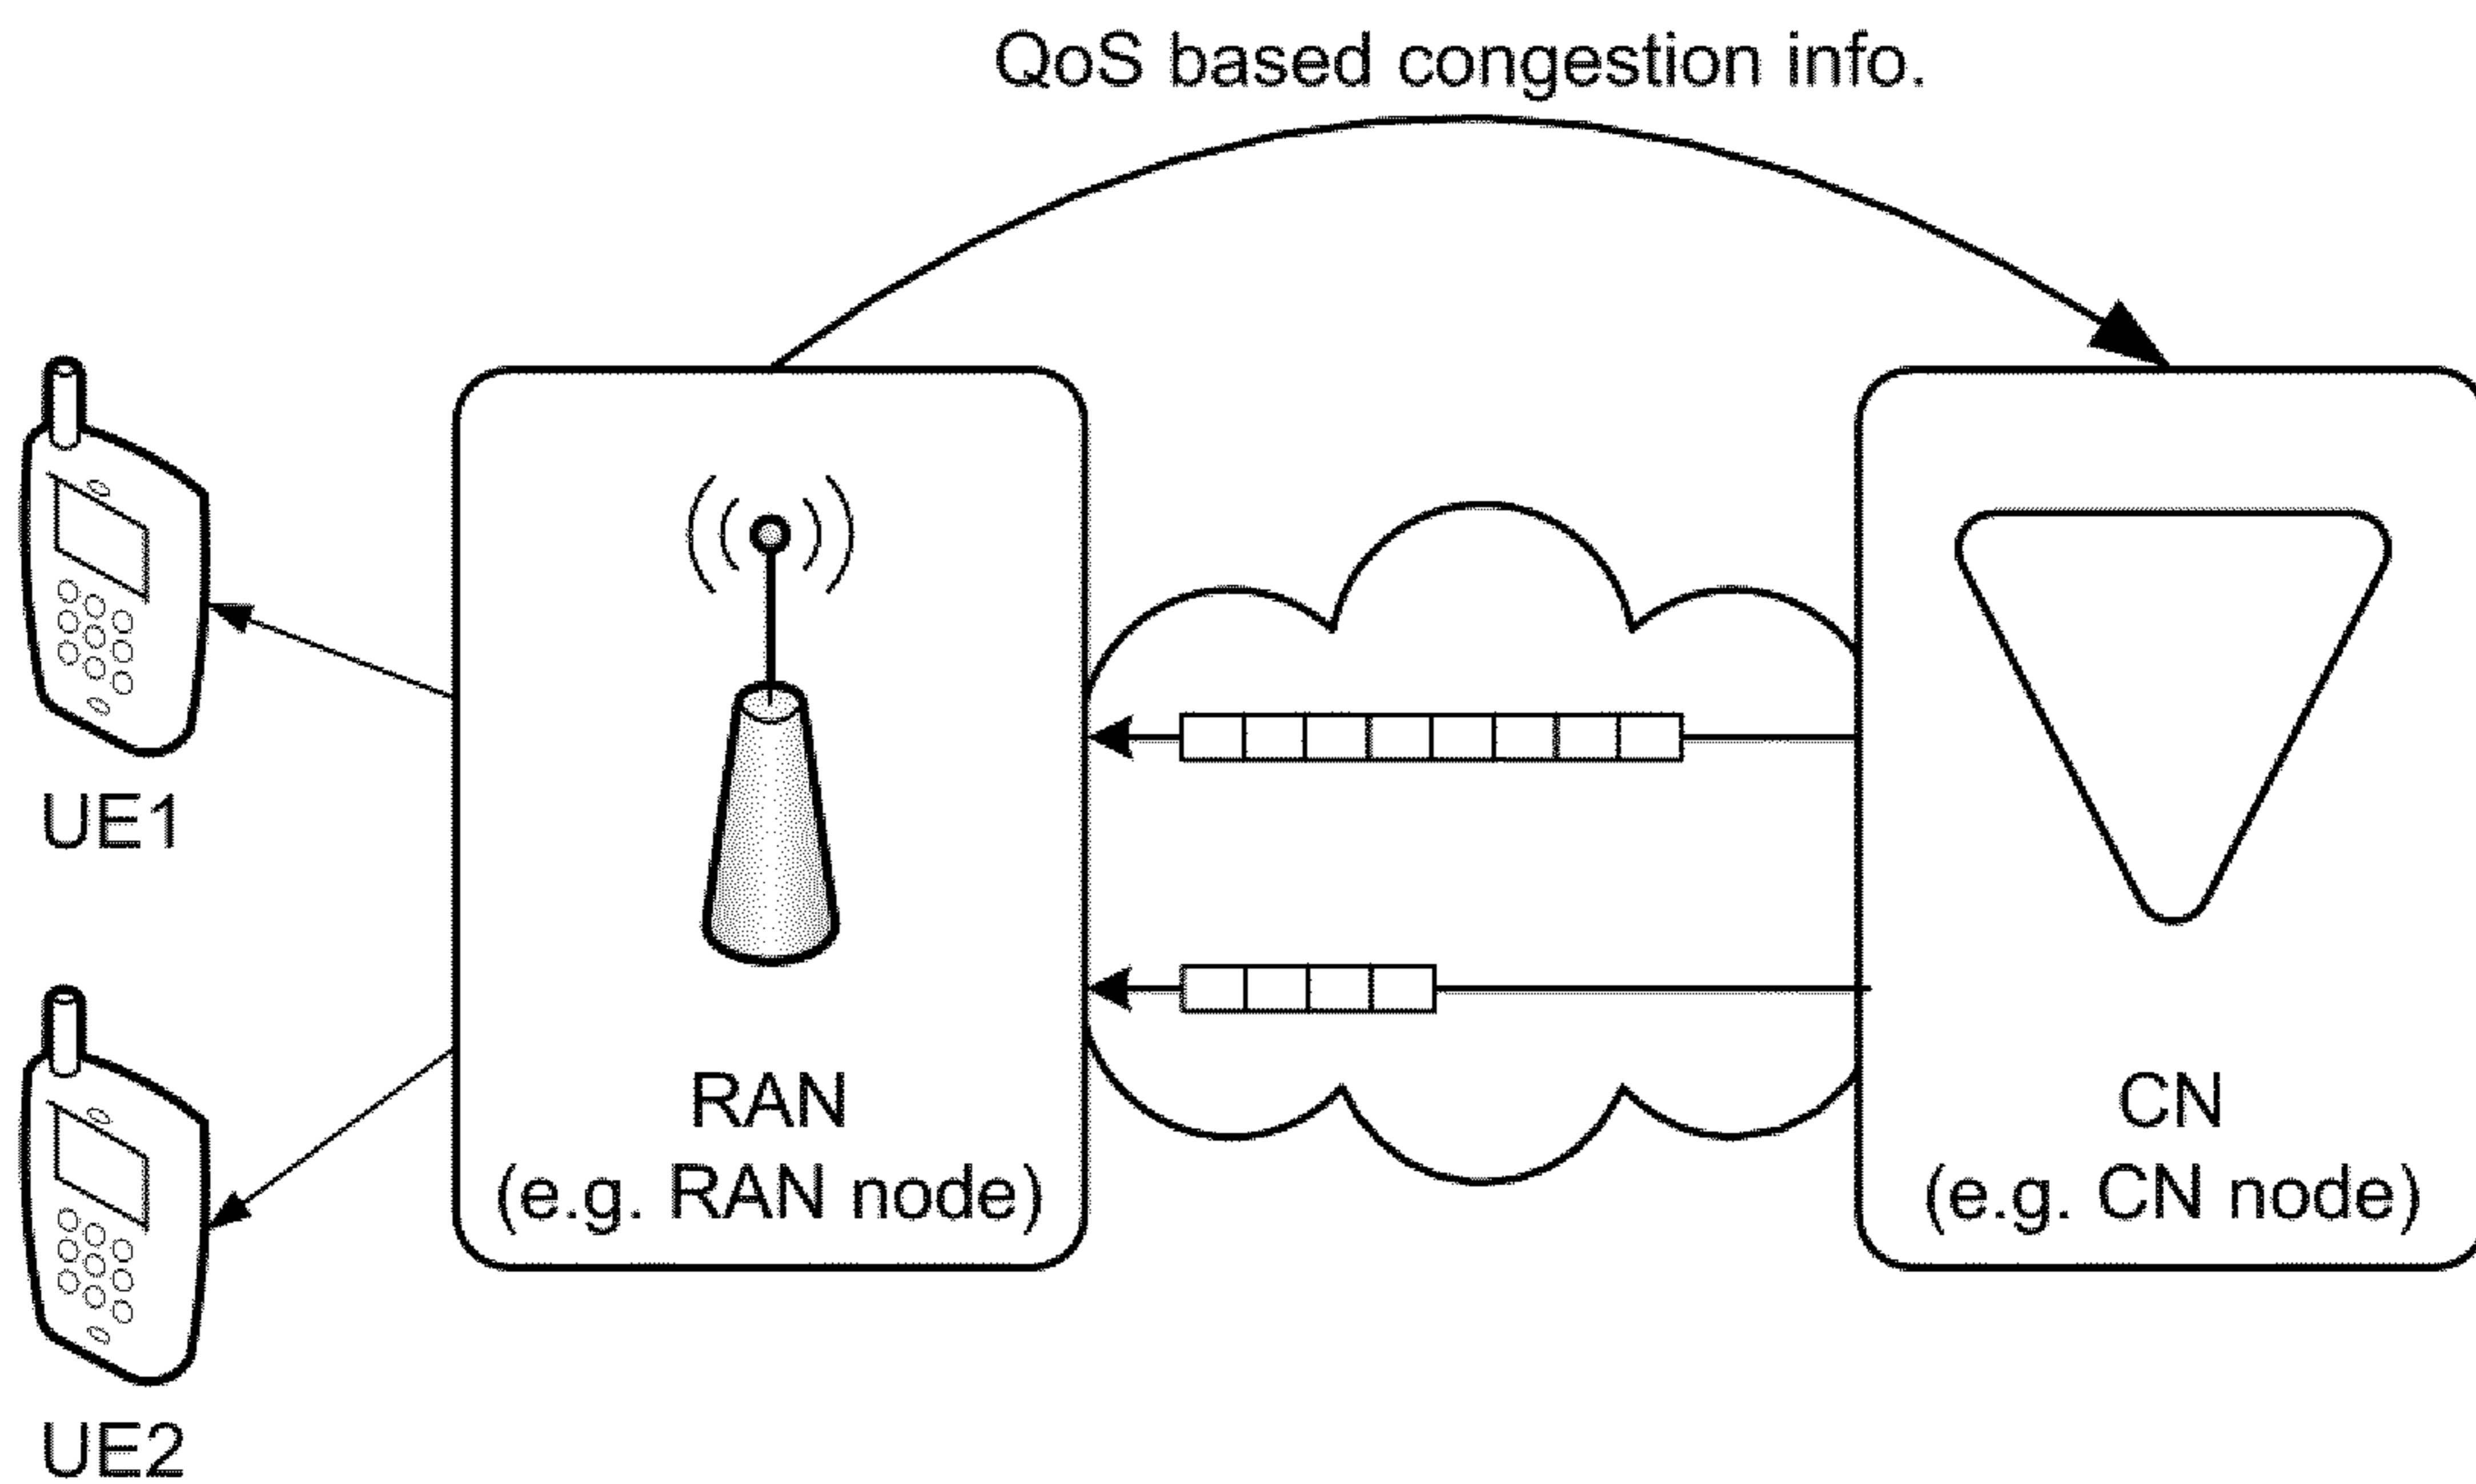 QoS based congestion info.
UE1
RAN
(e.g. RAN node)
CN
(e.g. CN node)
UE2